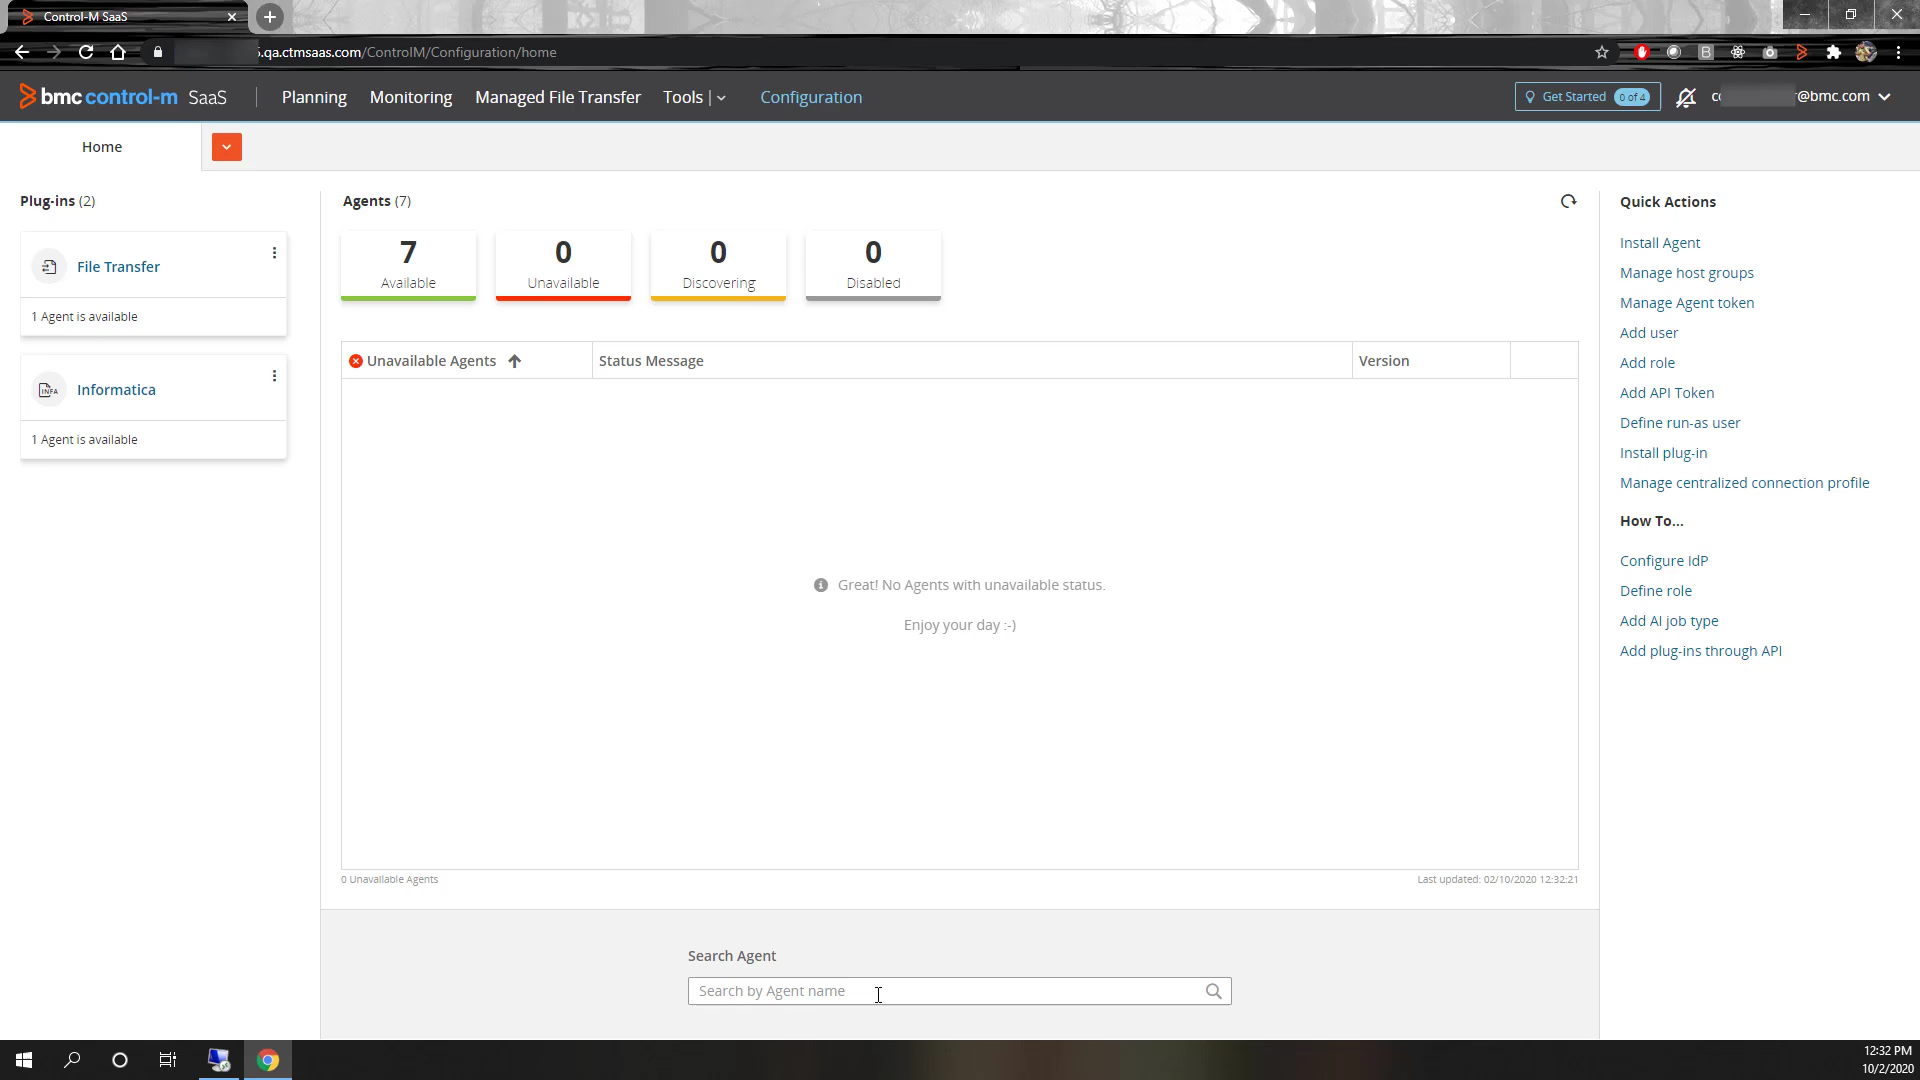 Control-M SaaS
.qa.ctmsaas.com/ControlM/Configuration/home
bmc control-m SaaS
Planning
Monitoring
Managed File Transfer
Tools
Configuration
Get Started 0 of 4
@bmc.com
Home
Plug-ins (2)
File Transfer
1 Agent is available
INFA
Informatica
1 Agent is available
Agents (7)
7
Available
0
Unavailable
0
Discovering
0
Disabled
Unavailable Agents
Status Message
Version
Great! No Agents with unavailable status.
Enjoy your day :-)
0 Unavailable Agents
Last updated: 02/10/2020 12:32:21
Search Agent
Search by Agent name
Quick Actions
Install Agent
Manage host groups
Manage Agent token
Add user
Add role
Add API Token
Define run-as user
Install plug-in
Manage centralized connection profile
How To...
Configure IdP
Define role
Add AI job type
Add plug-ins through API
12:32 PM
10/2/2020